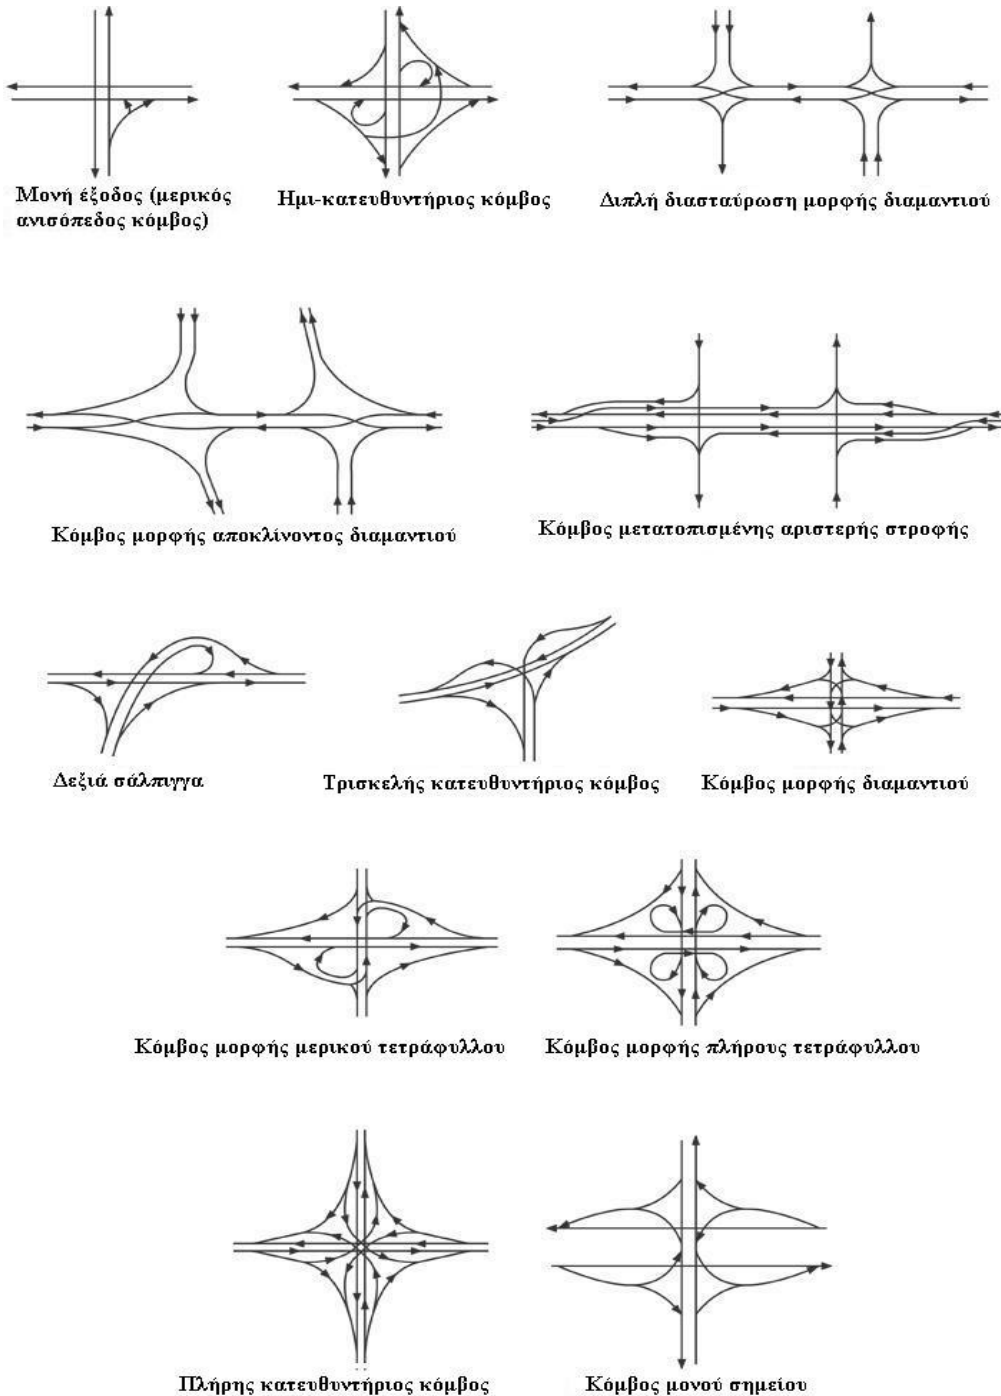 Μονή έξοδος (μερικός
ανισόπεδος κόμβος)
Ημι-κατευθυντήριος κόμβος
Διπλή διασταύρωση μορφής διαμαντιού
Κόμβος μορφής αποκλίνοντος διαμαντιού
Κόμβος μετατοπισμένης αριστερής στροφής
Δεξιά σάλπιγγα
Τρισκελής κατευθυντήριος κόμβος
Κόμβος μορφής διαμαντιού
Κόμβος μορφής μερικού τετράφυλλου
Κόμβος μορφής πλήρους τετράφυλλου
Πλήρης κατευθυντήριος κόμβος
Κόμβος μονού σημείου